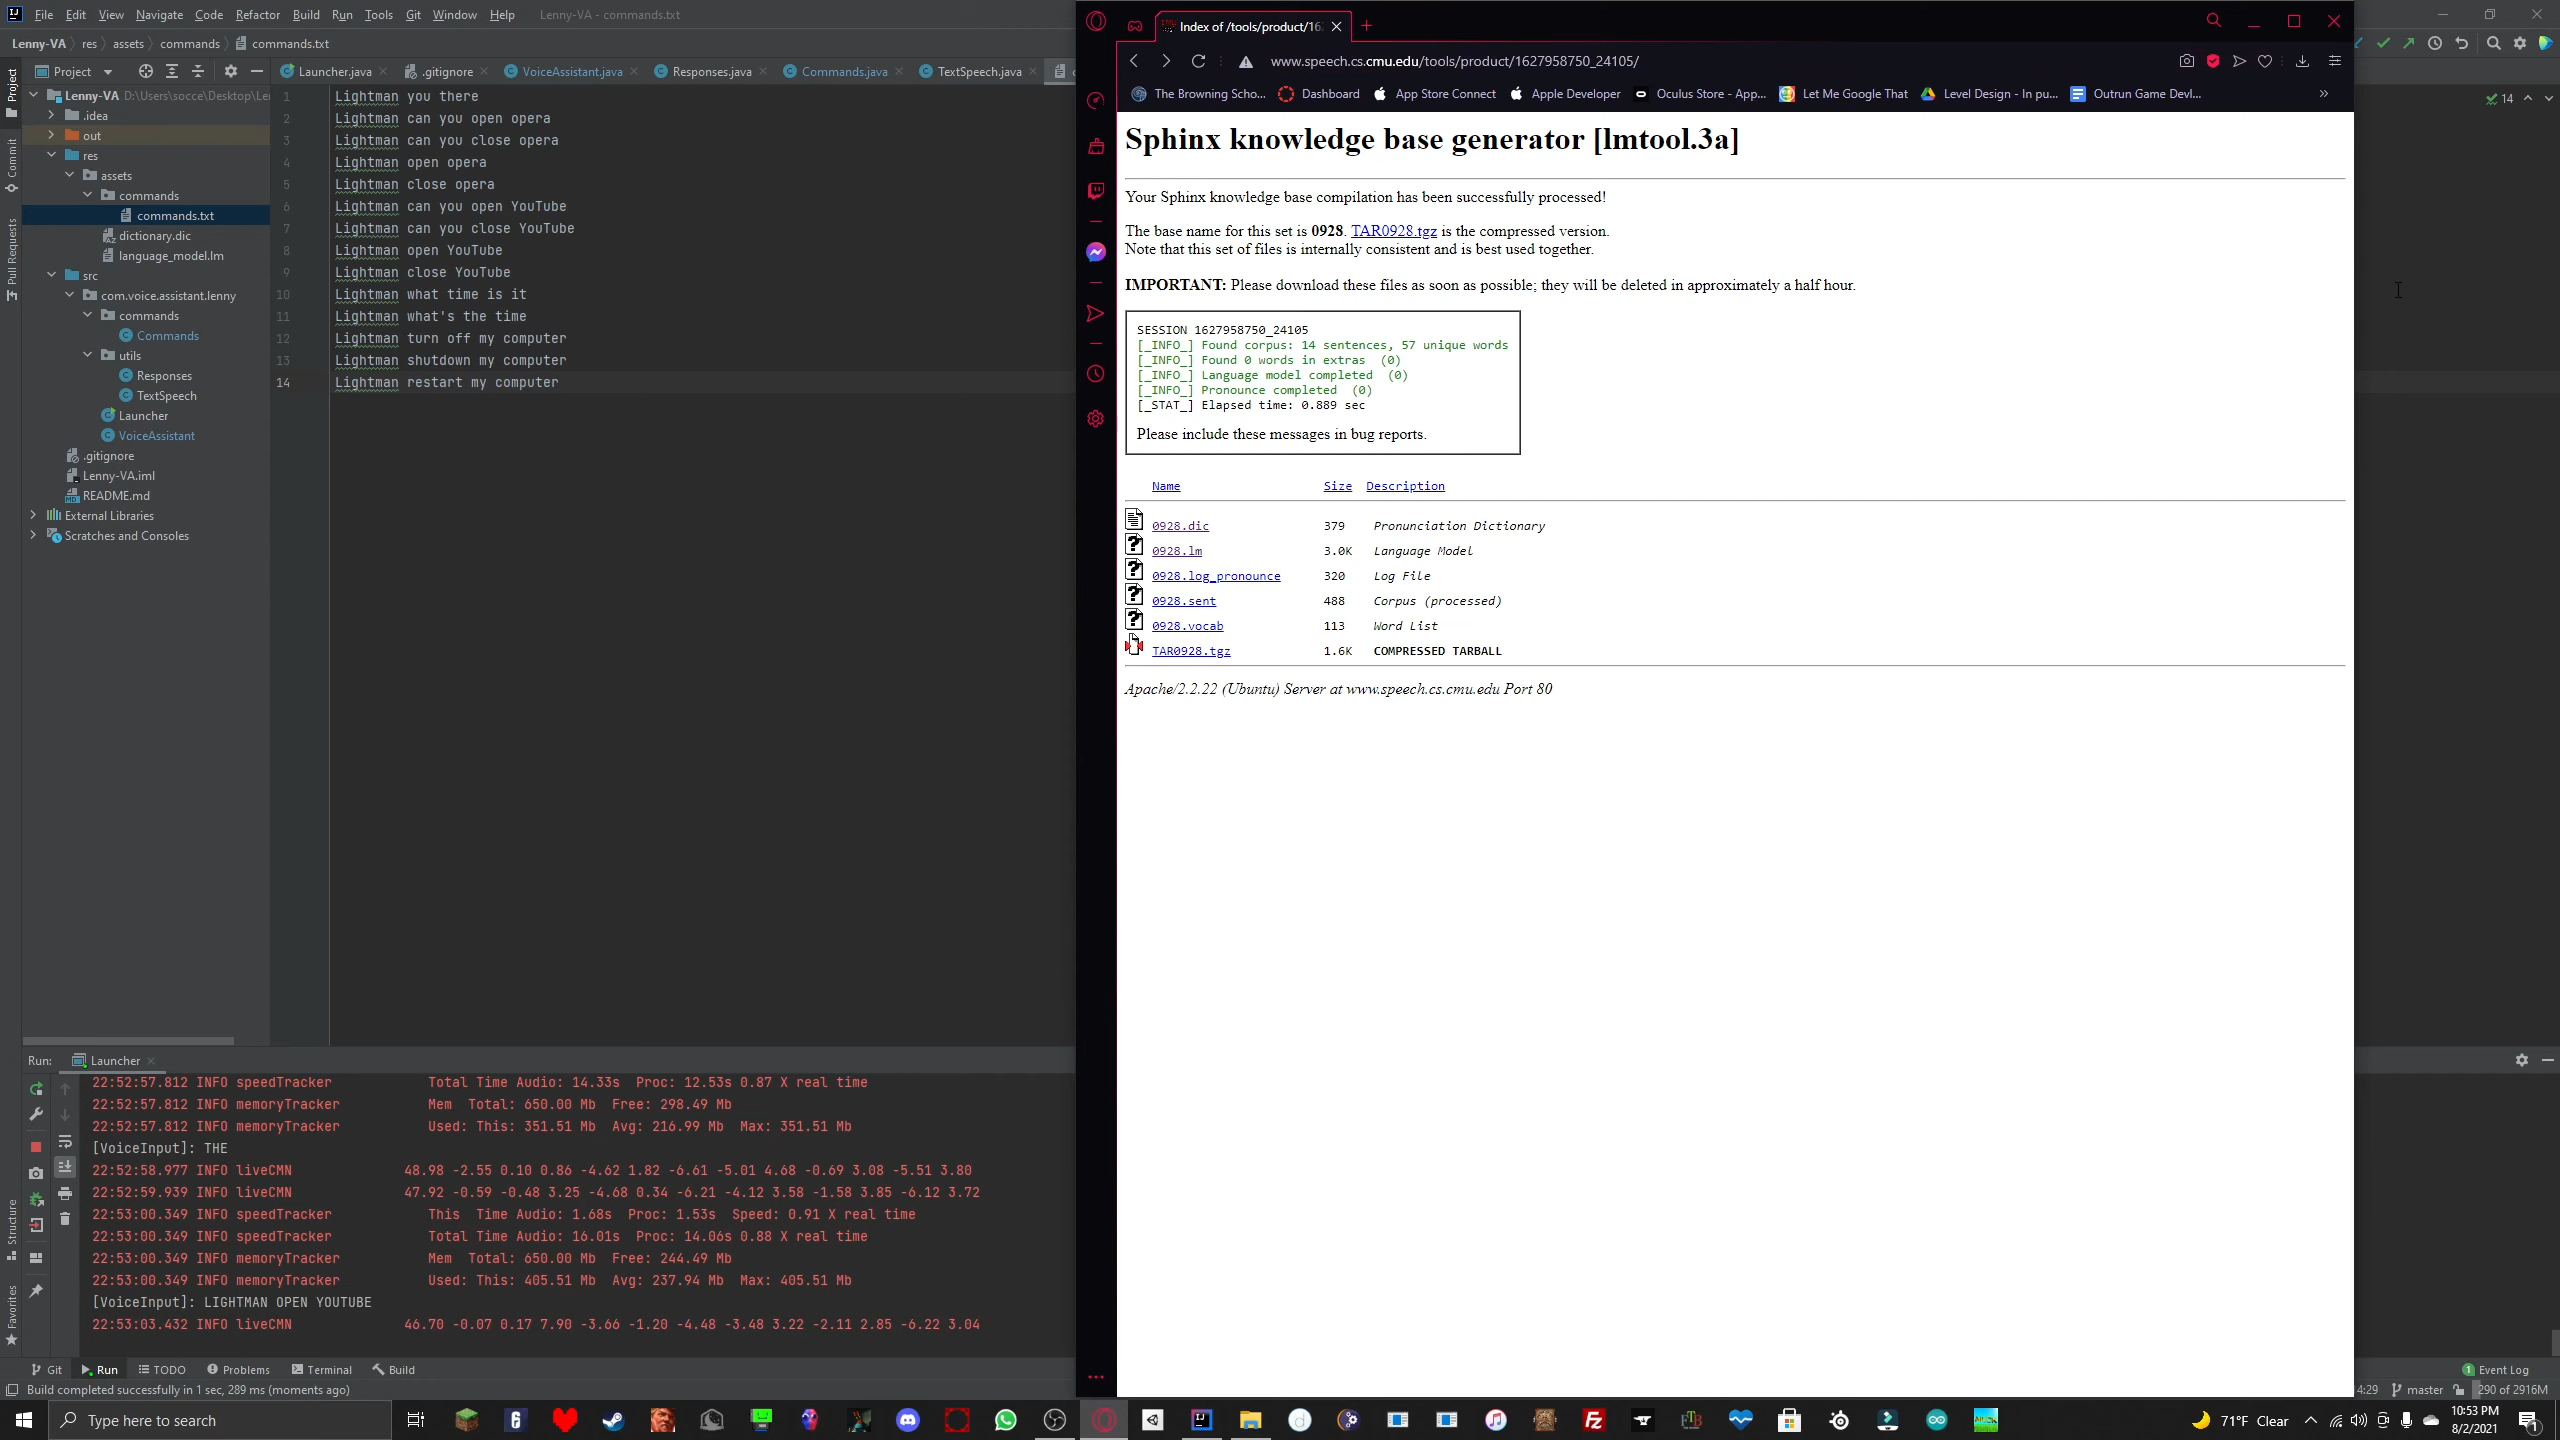 File Edit View Navigate Code Refactor Build Run Tools Git Window Help Lenny-VA - commands.txt
Lenny-VA res assets commands commands.txt
Project
Launcher.java .gitignore VoiceAssistant.java Responses.java Commands.java TextSpeech.java
Project
Commit
Pull Requests
Structure
Favorites
Lenny-VA D:\Users\socce\Desktop\Le
.idea
out
res
assets
commands
commands.txt
dictionary.dic
language_model.lm
src
com.voice.assistant.lenny
commands
Commands
utils
Responses
TextSpeech
Launcher
VoiceAssistant
.gitignore
Lenny-VA.iml
README.md
External Libraries
Scratches and Consoles
1 Lightman you there
2 Lightman can you open opera
3 Lightman can you close opera
4 Lightman open opera
5 Lightman close opera
6 Lightman can you open YouTube
7 Lightman can you close YouTube
8 Lightman open YouTube
9 Lightman close YouTube
10 Lightman what time is it
11 Lightman what's the time
12 Lightman turn off my computer
13 Lightman shutdown my computer
14 Lightman restart my computer
14
Index of /tools/product/16
www.speech.cs.cmu.edu/tools/product/1627958750_24105/
The Browning Scho... Dashboard App Store Connect Apple Developer Oculus Store - App... Let Me Google That Level Design - In pu... Outrun Game Devl...
Sphinx knowledge base generator [lmtool.3a]
Your Sphinx knowledge base compilation has been successfully processed!
The base name for this set is 0928. TAR0928.tgz is the compressed version.
Note that this set of files is internally consistent and is best used together.
IMPORTANT: Please download these files as soon as possible; they will be deleted in approximately a half hour.
SESSION 1627958750_24105
[_INFO_] Found corpus: 14 sentences, 57 unique words
[_INFO_] Found 0 words in extras (0)
[_INFO_] Language model completed (0)
[_INFO_] Pronounce completed (0)
[_STAT_] Elapsed time: 0.889 sec
Please include these messages in bug reports.
Name Size Description
0928.dic 379 Pronunciation Dictionary
0928.lm 3.0K Language Model
0928.log_pronounce 320 Log File
0928.sent 488 Corpus (processed)
0928.vocab 113 Word List
TAR0928.tgz 1.6K COMPRESSED TARBALL
Apache/2.2.22 (Ubuntu) Server at www.speech.cs.cmu.edu Port 80
Run: Launcher
22:52:57.812 INFO speedTracker Total Time Audio: 14.33s Proc: 12.53s 0.87 X real time
22:52:57.812 INFO memoryTracker Mem Total: 650.00 Mb Free: 298.49 Mb
22:52:57.812 INFO memoryTracker Used: This: 351.51 Mb Avg: 216.99 Mb Max: 351.51 Mb
[VoiceInput]: THE
22:52:58.977 INFO liveCMN 48.98 -2.55 0.10 0.86 -4.62 1.82 -6.61 -5.01 4.68 -0.69 3.08 -5.51 3.80
22:52:59.939 INFO liveCMN 47.92 -0.59 -0.48 3.25 -4.68 0.34 -6.21 -4.12 3.58 -1.58 3.85 -6.12 3.72
22:53:00.349 INFO speedTracker This Time Audio: 1.68s Proc: 1.53s Speed: 0.91 X real time
22:53:00.349 INFO speedTracker Total Time Audio: 16.01s Proc: 14.06s 0.88 X real time
22:53:00.349 INFO memoryTracker Mem Total: 650.00 Mb Free: 244.49 Mb
22:53:00.349 INFO memoryTracker Used: This: 405.51 Mb Avg: 237.94 Mb Max: 405.51 Mb
[VoiceInput]: LIGHTMAN OPEN YOUTUBE
22:53:03.432 INFO liveCMN 46.70 -0.07 0.17 7.90 -3.66 -1.20 -4.48 -3.48 3.22 -2.11 2.85 -6.22 3.04
Git Run TODO Problems Terminal Build
1 Event Log
Build completed successfully in 1 sec, 289 ms (moments ago)
4:29 master 290 of 2916M
Type here to search
71°F Clear
10:53 PM
8/2/2021
1